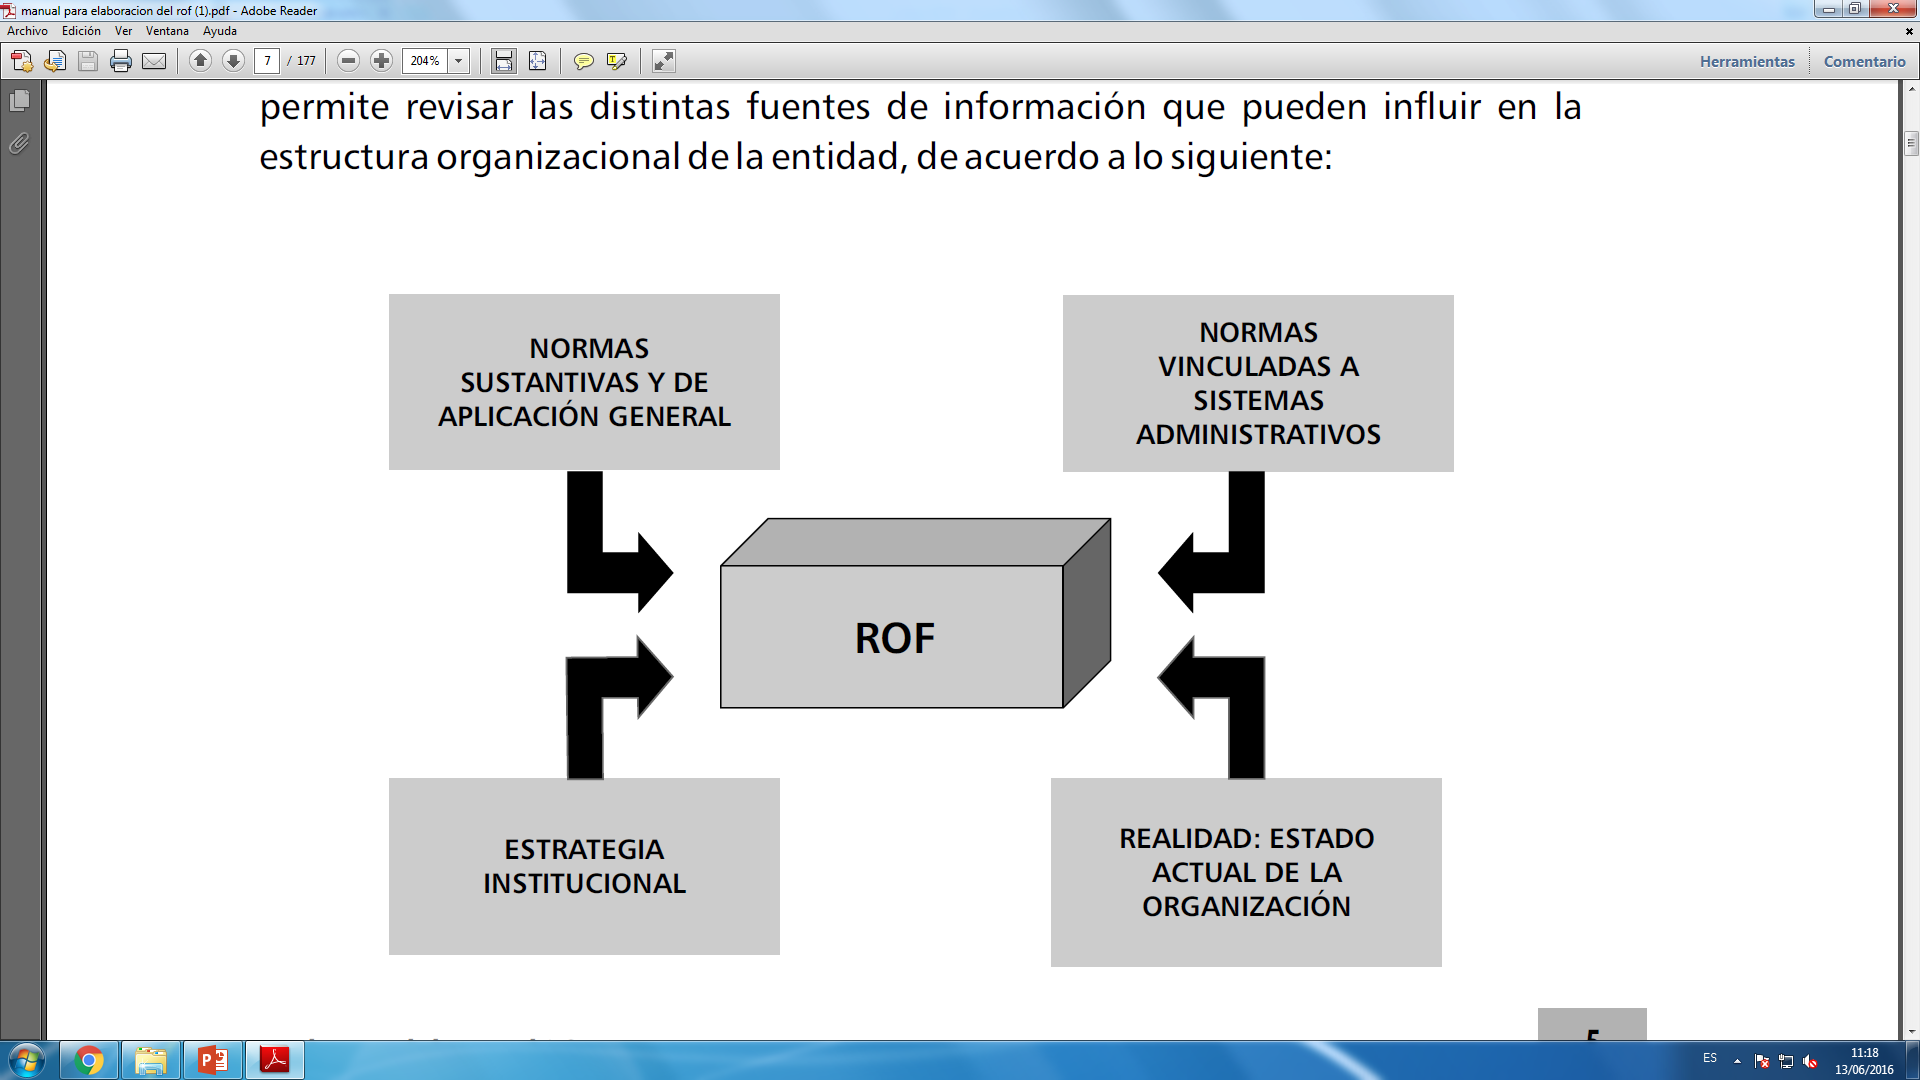 manual para elaboracion del rof (1).pdf - Adobe Reader
Archivo Edición Ver Ventana Ayuda
7 / 177 204% Herramientas Comentario
permite revisar las distintas fuentes de información que pueden influir en la
estructura organizacional de la entidad, de acuerdo a lo siguiente:
NORMAS
SUSTANTIVAS Y DE
APLICACIÓN GENERAL
NORMAS
VINCULADAS A
SISTEMAS
ADMINISTRATIVOS
ROF
ESTRATEGIA
INSTITUCIONAL
REALIDAD: ESTADO
ACTUAL DE LA
ORGANIZACIÓN
5
ES
11:18
13/06/2016